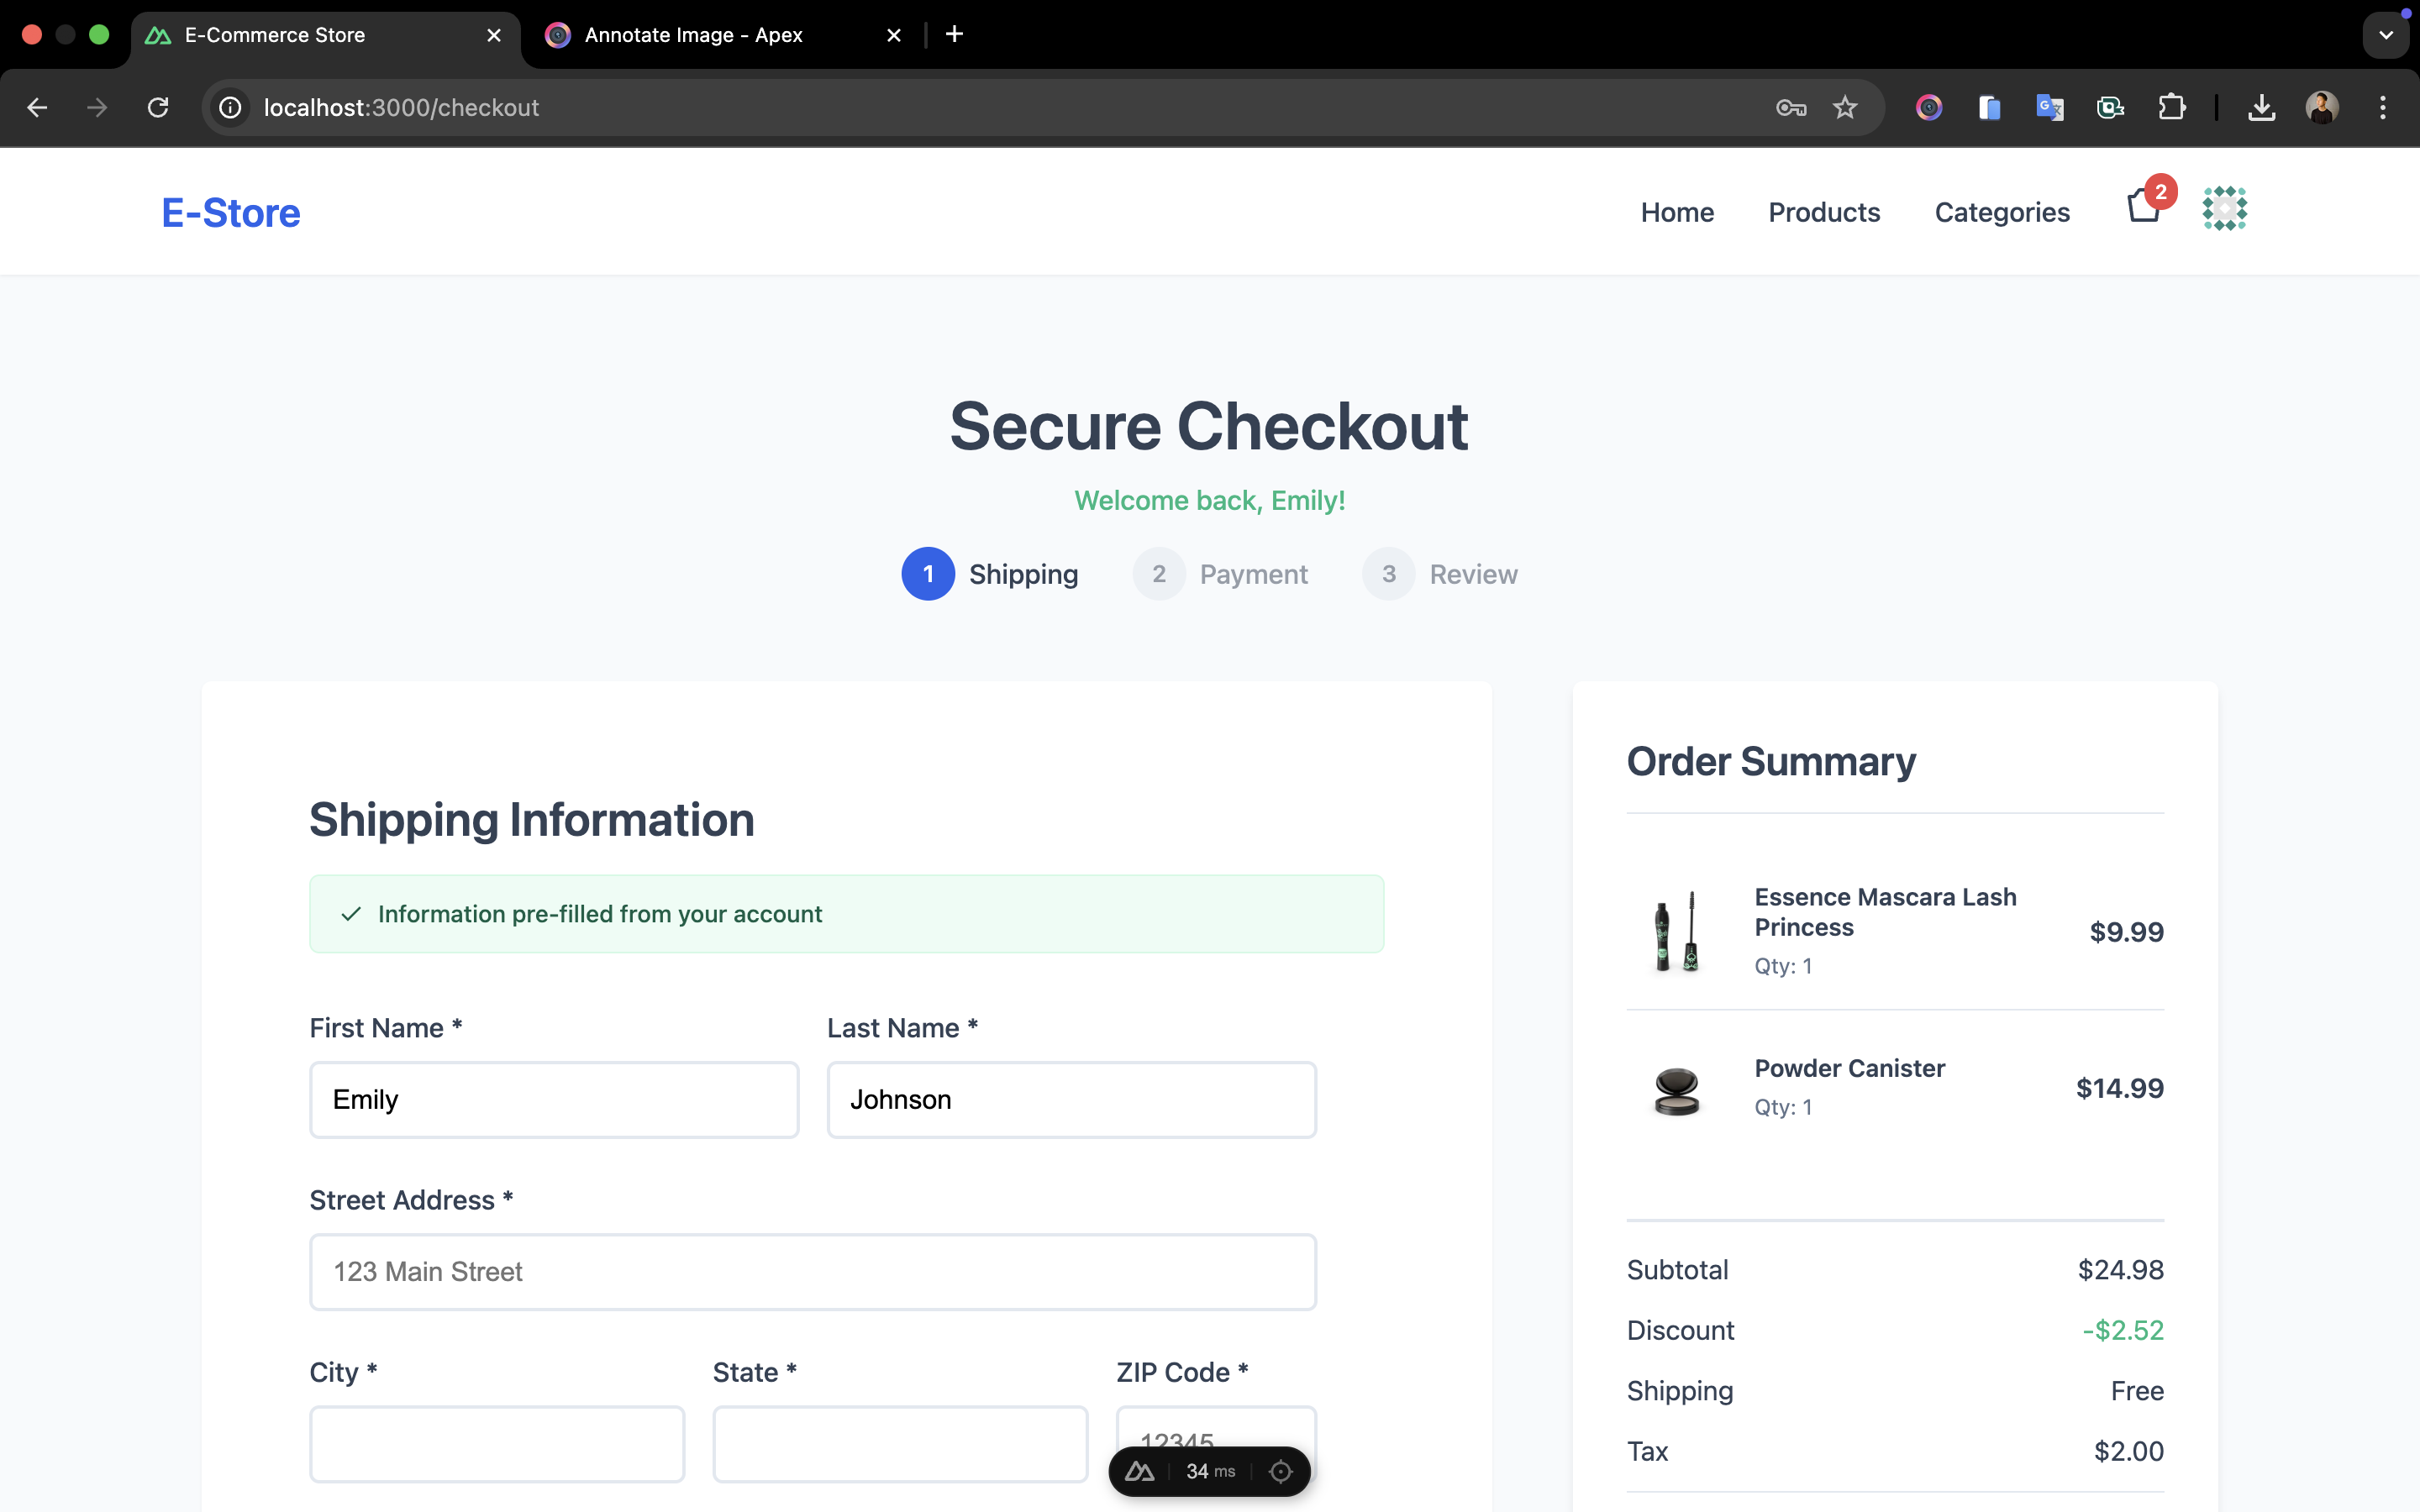 E-Commerce Store
Annotate Image - Apex
localhost:3000/checkout
E-Store
Home
Products
Categories
2
Secure Checkout
Welcome back, Emily!
1 Shipping
2 Payment
3 Review
Shipping Information
Information pre-filled from your account
First Name *
Last Name *
Emily
Johnson
Street Address *
123 Main Street
City *
State *
ZIP Code *
12345
34 ms
Order Summary
Essence Mascara Lash
Princess
Qty: 1
$9.99
Powder Canister
Qty: 1
$14.99
Subtotal $24.98
Discount -$2.52
Shipping Free
Tax $2.00